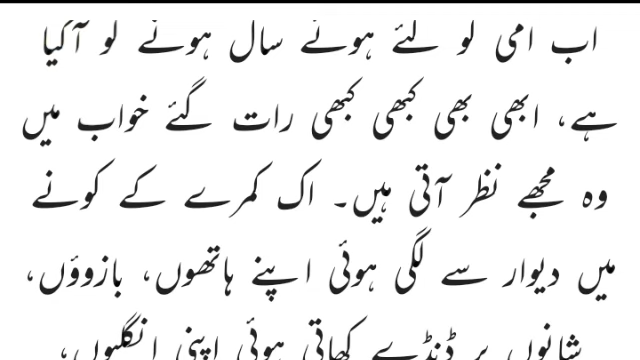 اب امی کو گئے ہوئے سال ہونے کو آگیا
ہے، ابھی بھی کبھی کبھی رات گئے خواب میں
وہ مجھے نظر آتی ہیں۔ اک کمرے کے کونے
میں دیوار سے لگی ہوئی اپنے ہاتھوں، بازووٗں،
شانوں پر ڈنڈے کھاتی ہوئی اپنی انگلیوں،